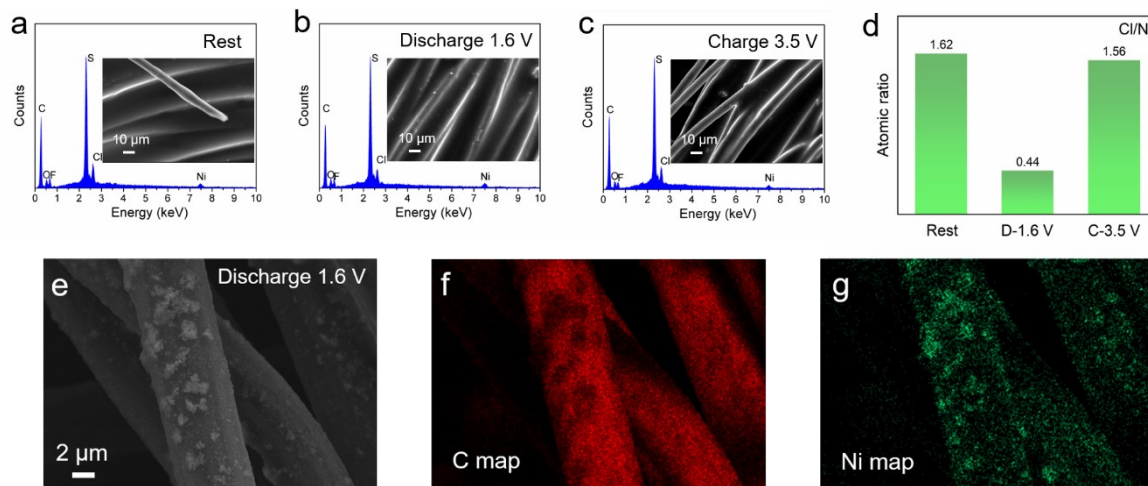 a
Rest
Counts
C
O
F
S
Cl
Ni
10 µm
0 1 2 3 4 5 6 7 8 9 10
Energy (keV)
b
Discharge 1.6 V
Counts
C
O
F
S
Cl
Ni
10 µm
0 1 2 3 4 5 6 7 8 9 10
Energy (keV)
c
Charge 3.5 V
Counts
C
O
F
S
Cl
Ni
10 µm
0 1 2 3 4 5 6 7 8 9 10
Energy (keV)
d
Cl/N
Atomic ratio
1.62
0.44
1.56
Rest D-1.6 V C-3.5 V
e
Discharge 1.6 V
2 µm
f
C map
g
Ni map